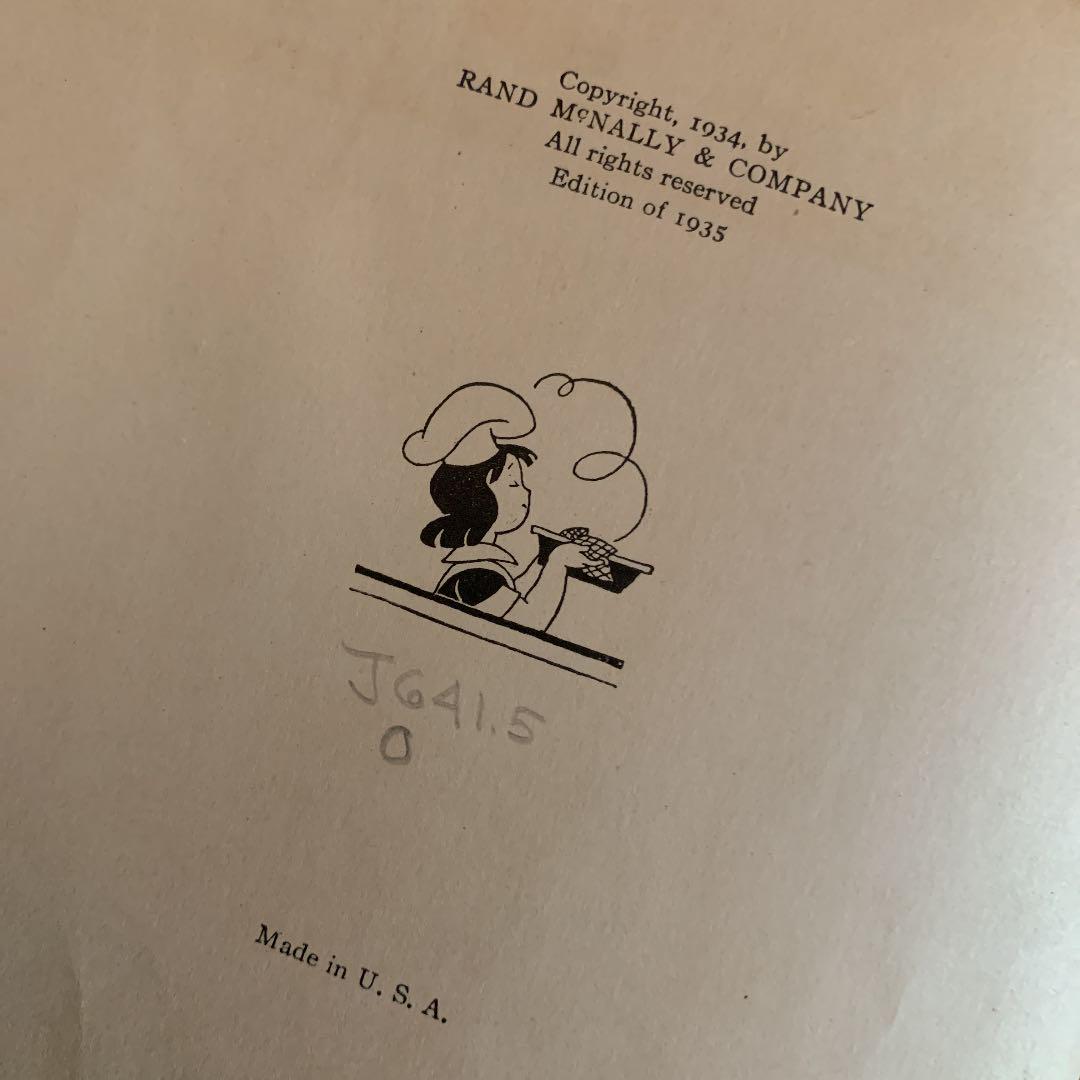 Copyright, 1934, by
RAND McNALLY & COMPANY
All rights reserved
Edition of 1935
J641.5
O
Made in U. S. A.